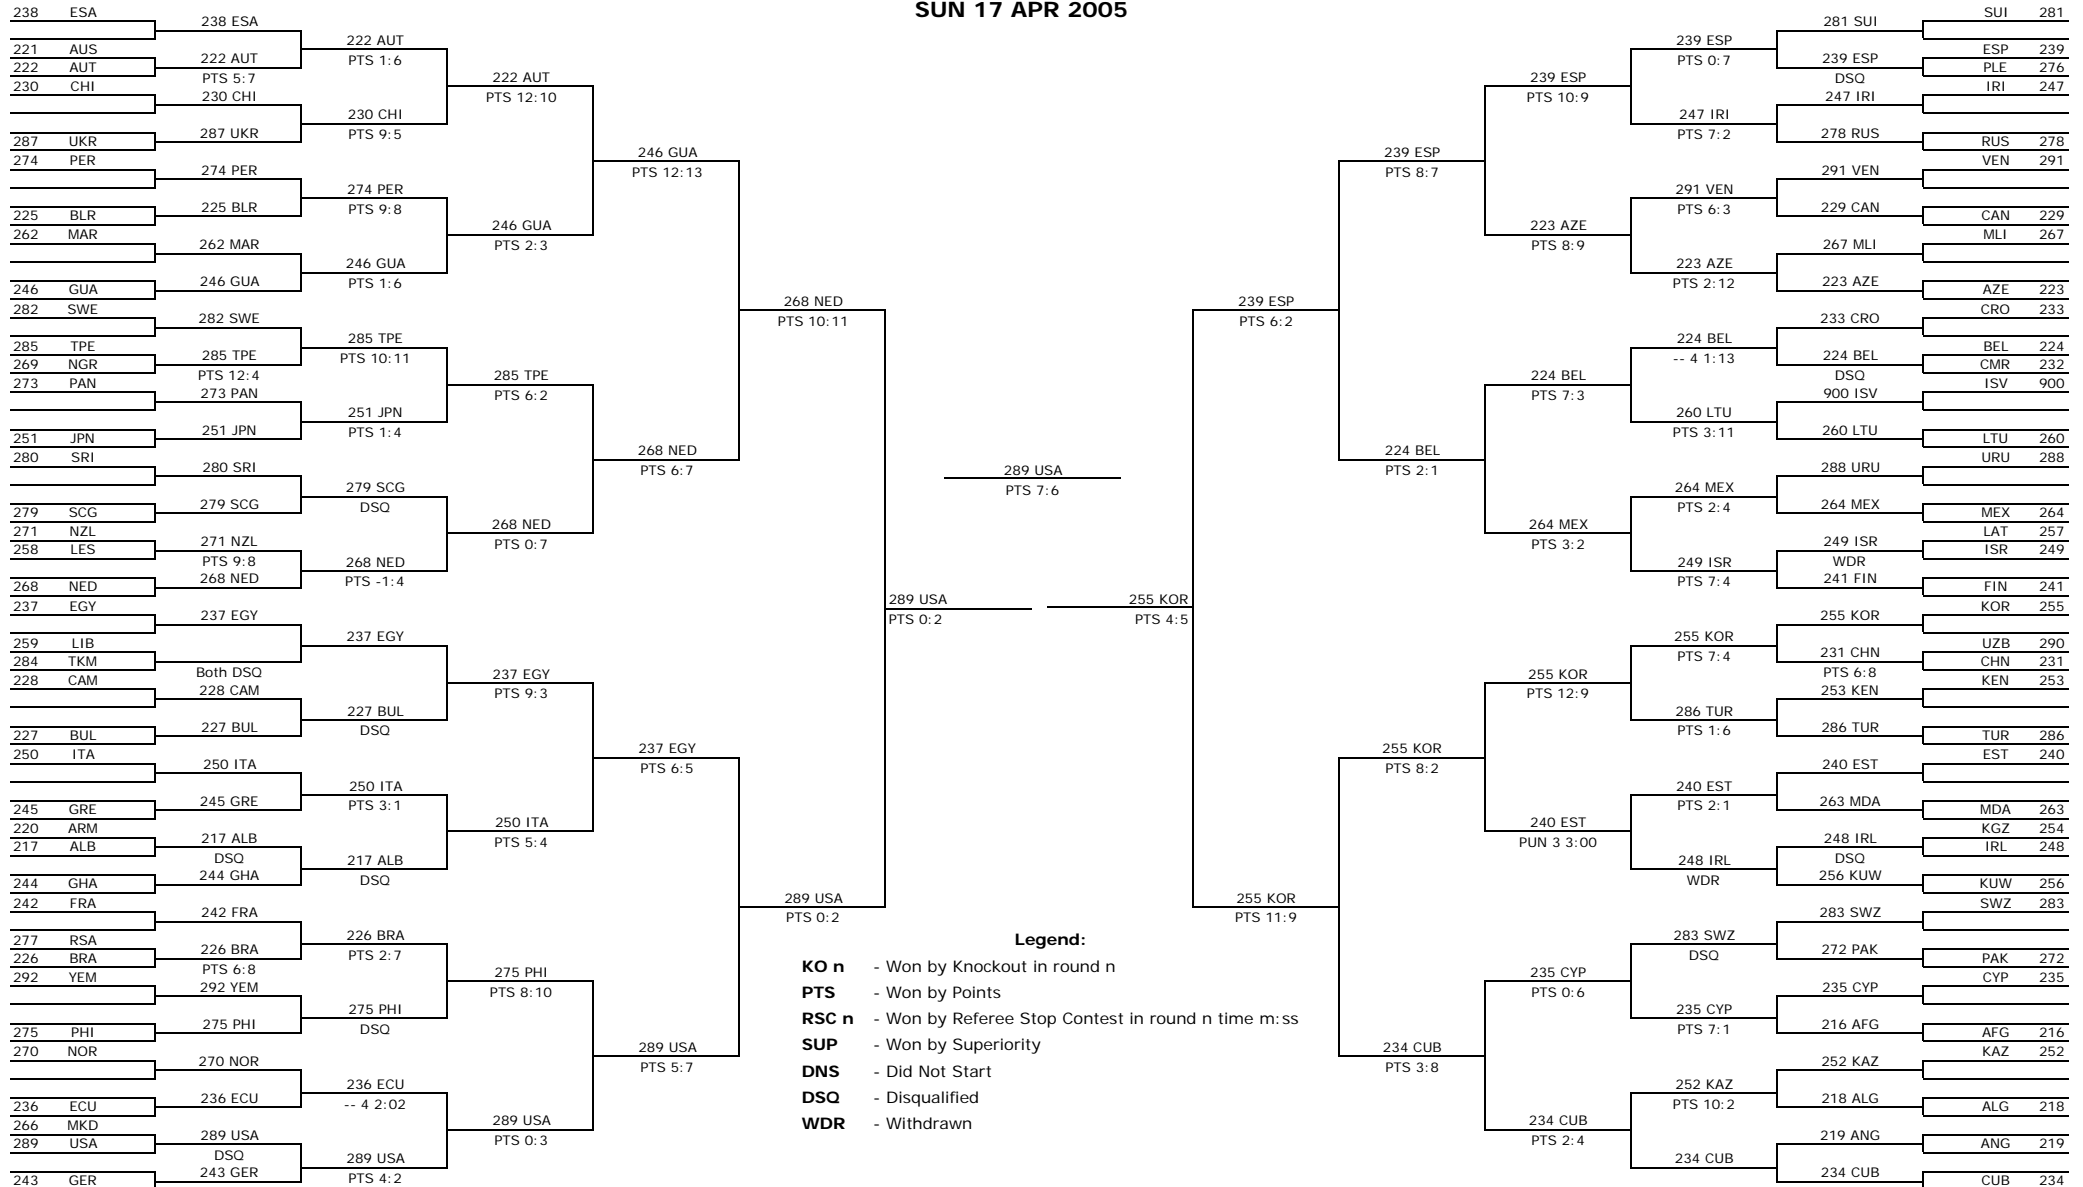 SUN 17 APR 2005
238 ESA
221 AUS
222 AUT
230 CHI
287 UKR
274 PER
225 BLR
262 MAR
246 GUA
282 SWE
285 TPE
269 NGR
273 PAN
251 JPN
280 SRI
279 SCG
271 NZL
258 LES
268 NED
237 EGY
259 LIB
284 TKM
228 CAM
227 BUL
250 ITA
245 GRE
220 ARM
217 ALB
244 GHA
242 FRA
277 RSA
226 BRA
292 YEM
275 PHI
270 NOR
236 ECU
266 MKD
289 USA
243 GER
238 ESA
222 AUT
PTS 5:7
230 CHI
287 UKR
274 PER
225 BLR
262 MAR
246 GUA
282 SWE
285 TPE
PTS 12:4
273 PAN
251 JPN
280 SRI
279 SCG
271 NZL
PTS 9:8
268 NED
237 EGY
Both DSQ
228 CAM
227 BUL
250 ITA
245 GRE
217 ALB
DSQ
244 GHA
242 FRA
226 BRA
PTS 6:8
292 YEM
275 PHI
270 NOR
236 ECU
289 USA
DSQ
243 GER
222 AUT
PTS 1:6
230 CHI
PTS 9:5
274 PER
PTS 9:8
246 GUA
PTS 1:6
285 TPE
PTS 10:11
251 JPN
PTS 1:4
279 SCG
DSQ
268 NED
PTS -1:4
237 EGY
227 BUL
DSQ
250 ITA
PTS 3:1
217 ALB
DSQ
226 BRA
PTS 2:7
275 PHI
DSQ
236 ECU
-- 4 2:02
289 USA
PTS 4:2
222 AUT
PTS 12:10
246 GUA
PTS 2:3
285 TPE
PTS 6:2
268 NED
PTS 0:7
237 EGY
PTS 9:3
250 ITA
PTS 5:4
275 PHI
PTS 8:10
289 USA
PTS 0:3
246 GUA
PTS 12:13
268 NED
PTS 6:7
237 EGY
PTS 6:5
289 USA
PTS 5:7
268 NED
PTS 10:11
289 USA
PTS 0:2
289 USA
PTS 0:2
289 USA
PTS 7:6
255 KOR
PTS 4:5
239 ESP
PTS 6:2
255 KOR
PTS 11:9
239 ESP
PTS 8:7
224 BEL
PTS 2:1
255 KOR
PTS 8:2
234 CUB
PTS 3:8
239 ESP
PTS 10:9
223 AZE
PTS 8:9
224 BEL
PTS 7:3
264 MEX
PTS 3:2
255 KOR
PTS 12:9
240 EST
PUN 3 3:00
235 CYP
PTS 0:6
234 CUB
PTS 2:4
239 ESP
PTS 0:7
247 IRI
PTS 7:2
291 VEN
PTS 6:3
223 AZE
PTS 2:12
224 BEL
-- 4 1:13
260 LTU
PTS 3:11
264 MEX
PTS 2:4
249 ISR
PTS 7:4
255 KOR
PTS 7:4
286 TUR
PTS 1:6
240 EST
PTS 2:1
248 IRL
WDR
283 SWZ
DSQ
235 CYP
PTS 7:1
252 KAZ
PTS 10:2
234 CUB
281 SUI
239 ESP
DSQ
247 IRI
278 RUS
291 VEN
229 CAN
267 MLI
223 AZE
233 CRO
224 BEL
DSQ
900 ISV
260 LTU
288 URU
264 MEX
249 ISR
WDR
241 FIN
255 KOR
231 CHN
PTS 6:8
253 KEN
286 TUR
240 EST
263 MDA
248 IRL
DSQ
256 KUW
283 SWZ
272 PAK
235 CYP
216 AFG
252 KAZ
218 ALG
219 ANG
234 CUB
SUI 281
ESP 239
PLE 276
IRI 247
RUS 278
VEN 291
CAN 229
MLI 267
AZE 223
CRO 233
BEL 224
CMR 232
ISV 900
LTU 260
URU 288
MEX 264
LAT 257
ISR 249
FIN 241
KOR 255
UZB 290
CHN 231
KEN 253
TUR 286
EST 240
MDA 263
KGZ 254
IRL 248
KUW 256
SWZ 283
PAK 272
CYP 235
AFG 216
KAZ 252
ALG 218
ANG 219
CUB 234
Legend:
KO n - Won by Knockout in round n
PTS - Won by Points
RSC n - Won by Referee Stop Contest in round n time m:ss
SUP - Won by Superiority
DNS - Did Not Start
DSQ - Disqualified
WDR - Withdrawn